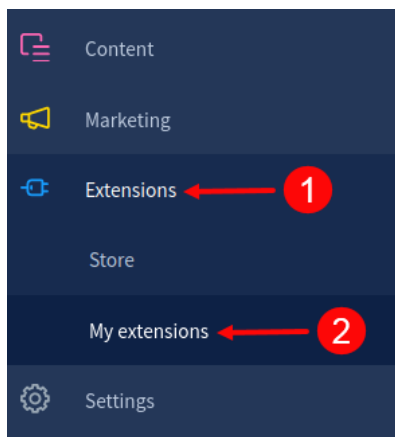 Content
Marketing
Extensions 1
Store
My extensions 2
Settings